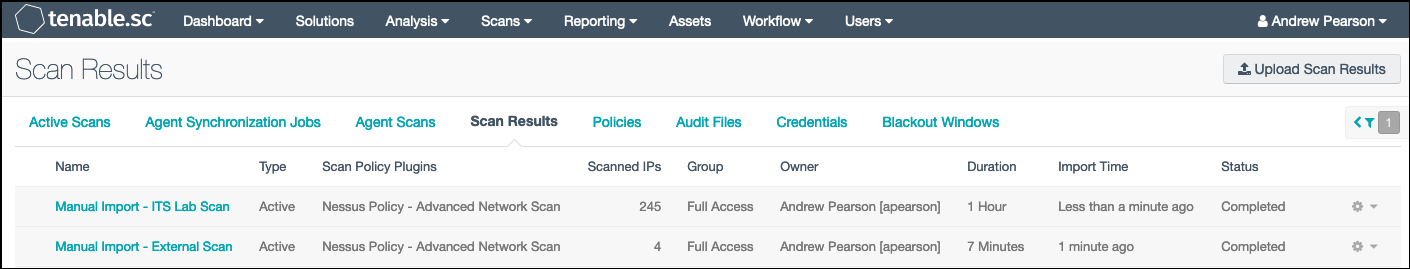 tenable.sc Dashboard Solutions Analysis Scans Reporting Assets Workflow Users Andrew Pearson
Scan Results Upload Scan Results
Active Scans Agent Synchronization Jobs Agent Scans Scan Results Policies Audit Files Credentials Blackout Windows 1
Name Type Scan Policy Plugins Scanned IPs Group Owner Duration Import Time Status
Manual Import - ITS Lab Scan Active Nessus Policy - Advanced Network Scan 245 Full Access Andrew Pearson [apearson] 1 Hour Less than a minute ago Completed
Manual Import - External Scan Active Nessus Policy - Advanced Network Scan 4 Full Access Andrew Pearson [apearson] 7 Minutes 1 minute ago Completed